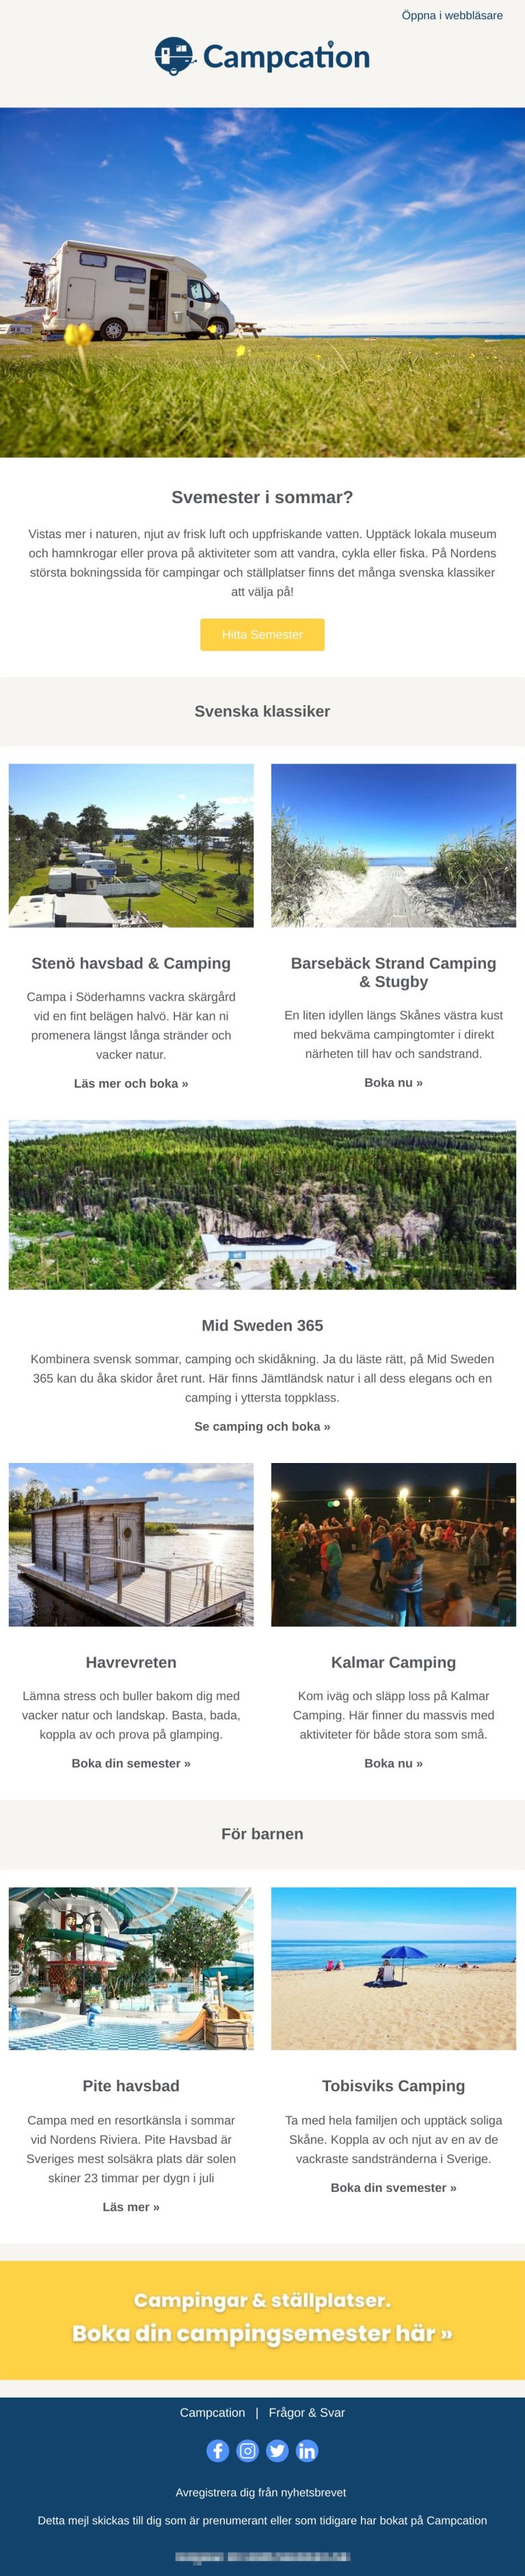 Öppna i webbläsare
Campcation
Svemester i sommar?
Vistas mer i naturen, njut av frisk luft och uppfriskande vatten. Upptäck lokala museum
och hamnkrogar eller prova på aktiviteter som att vandra, cykla eller fiska. På Nordens
största bokningssida för campingar och ställplatser finns det många svenska klassiker
att välja på!
Hitta Semester
Svenska klassiker
Stenö havsbad & Camping
Campa i Söderhamns vackra skärgård
vid en fint belägen halvö. Här kan ni
promenera längst långa stränder och
vacker natur.
Läs mer och boka »
Barsebäck Strand Camping
& Stugby
En liten idyllen längs Skånes västra kust
med bekväma campingtomter i direkt
närheten till hav och sandstrand.
Boka nu »
Mid Sweden 365
Kombinera svensk sommar, camping och skidåkning. Ja du läste rätt, på Mid Sweden
365 kan du åka skidor året runt. Här finns Jämtländsk natur i all dess elegans och en
camping i yttersta toppklass.
Se camping och boka »
Havrevreten
Lämna stress och buller bakom dig med
vacker natur och landskap. Basta, bada,
koppla av och prova på glamping.
Boka din semester »
Kalmar Camping
Kom iväg och släpp loss på Kalmar
Camping. Här finner du massvis med
aktiviteter för både stora som små.
Boka nu »
För barnen
Pite havsbad
Campa med en resortkänsla i sommar
vid Nordens Riviera. Pite Havsbad är
Sveriges mest solsäkra plats där solen
skiner 23 timmar per dygn i juli
Läs mer »
Tobisviks Camping
Ta med hela familjen och upptäck soliga
Skåne. Koppla av och njut av en av de
vackraste sandstränderna i Sverige.
Boka din svemester »
Campingar & ställplatser.
Boka din campingsemester här »
Campcation | Frågor & Svar
Avregistrera dig från nyhetsbrevet
Detta mejl skickas till dig som är prenumerant eller som tidigare har bokat på Campcation